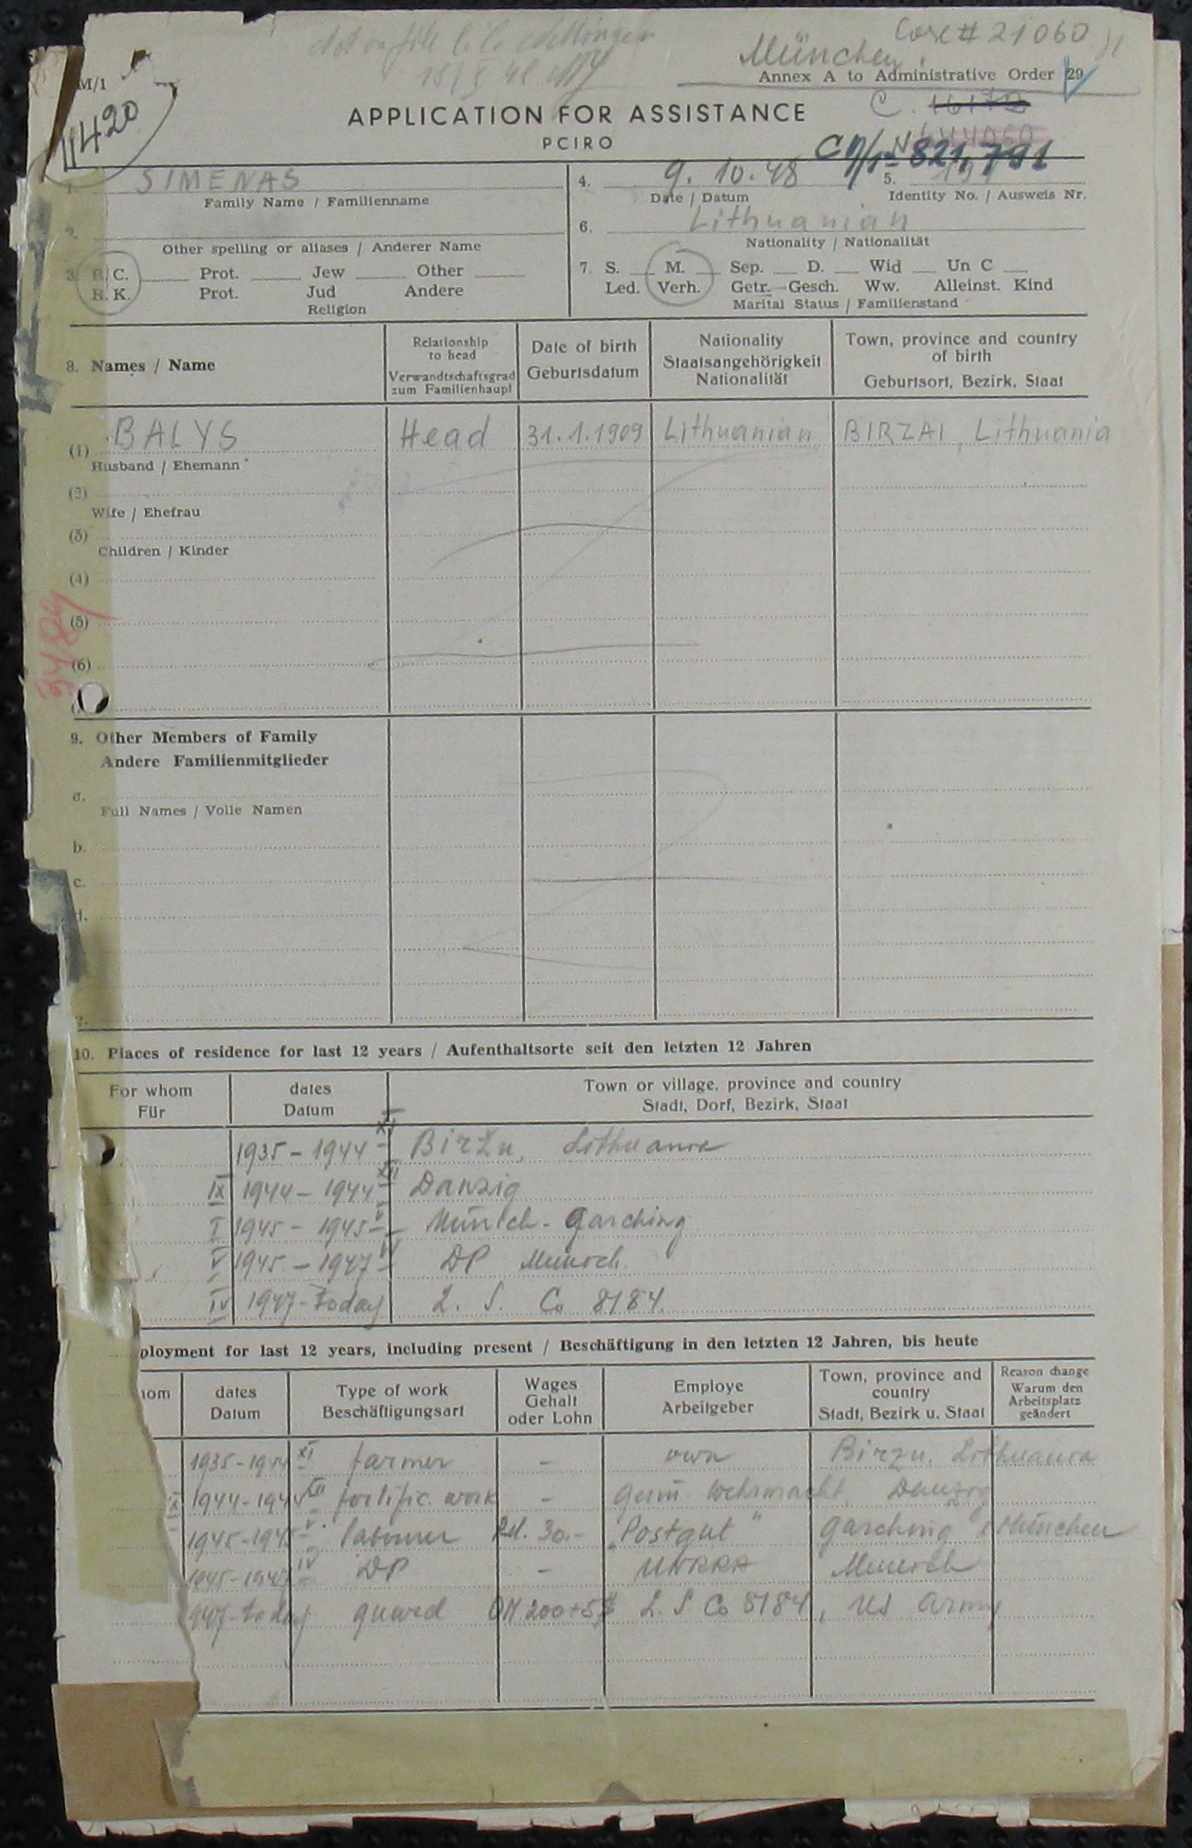 Case # 21060
München
M/1
Annex A to Administrative Order 29
11420
C. 16172
APPLICATION FOR ASSISTANCE
PCIRO
821,791
1. SIMENAS
Family Name / Familienname
4. 9.10.48
Date / Datum
5.
Identity No. / Ausweis Nr.
2.
Other spelling or aliases / Anderer Name
6. Lithuanian
Nationality / Nationalität
3. R. C. Prot. Jew Other
R. K. Prot. Jud Andere
Religion
7. S. M. Sep. D. Wid Un C
Led. Verh. Getr. Gesch. Ww. Alleinst. Kind
Marital Status / Familienstand
8. Names / Name
Relationship to head
Verwandtschaftsgrad zum Familienhaupt
Date of birth
Geburtsdatum
Nationality
Staatsangehörigkeit
Nationalität
Town, province and country of birth
Geburtsort, Bezirk, Staat
(1) BALYS Head 31.1.1909 Lithuanian BIRZAI, Lithuania
Husband / Ehemann
(2)
Wife / Ehefrau
(3)
Children / Kinder
(4)
(5)
(6)
3489
9. Other Members of Family
Andere Familienmitglieder
a.
Full Names / Volle Namen
b.
c.
d.
10. Places of residence for last 12 years / Aufenthaltsorte seit den letzten 12 Jahren
For whom
Für
dates
Datum
Town or village, province and country
Stadt, Dorf, Bezirk, Staat
1935 - 1944 XI Biržu, Lithuania
IX 1944 - 1944 XII Danzig
I 1945 - 1945 V Münich - Garching
V 1945 - 1947 DP Munich
IV 1947 - today L. S. Co 8184
ployment for last 12 years, including present / Beschäftigung in den letzten 12 Jahren, bis heute
hom
dates
Datum
Type of work
Beschäftigungsart
Wages
Gehalt
oder Lohn
Employe
Arbeitgeber
Town, province and country
Stadt, Bezirk u. Staat
Reason change
Warum den Arbeitsplatz geändert
1935 - 1944 XI farmer - own Birzu, Lithuania
IX 1944 - 1944 XII fortific. work - Germ. Wehrmacht Danzig
1945 - 1945 V labourer RM. 30.- "Postgut" Garching, München
1945 - 1947 IV DP - UNRRA Munich
1947 - today guard DM 200+5$ L. S. Co 8184, US Army